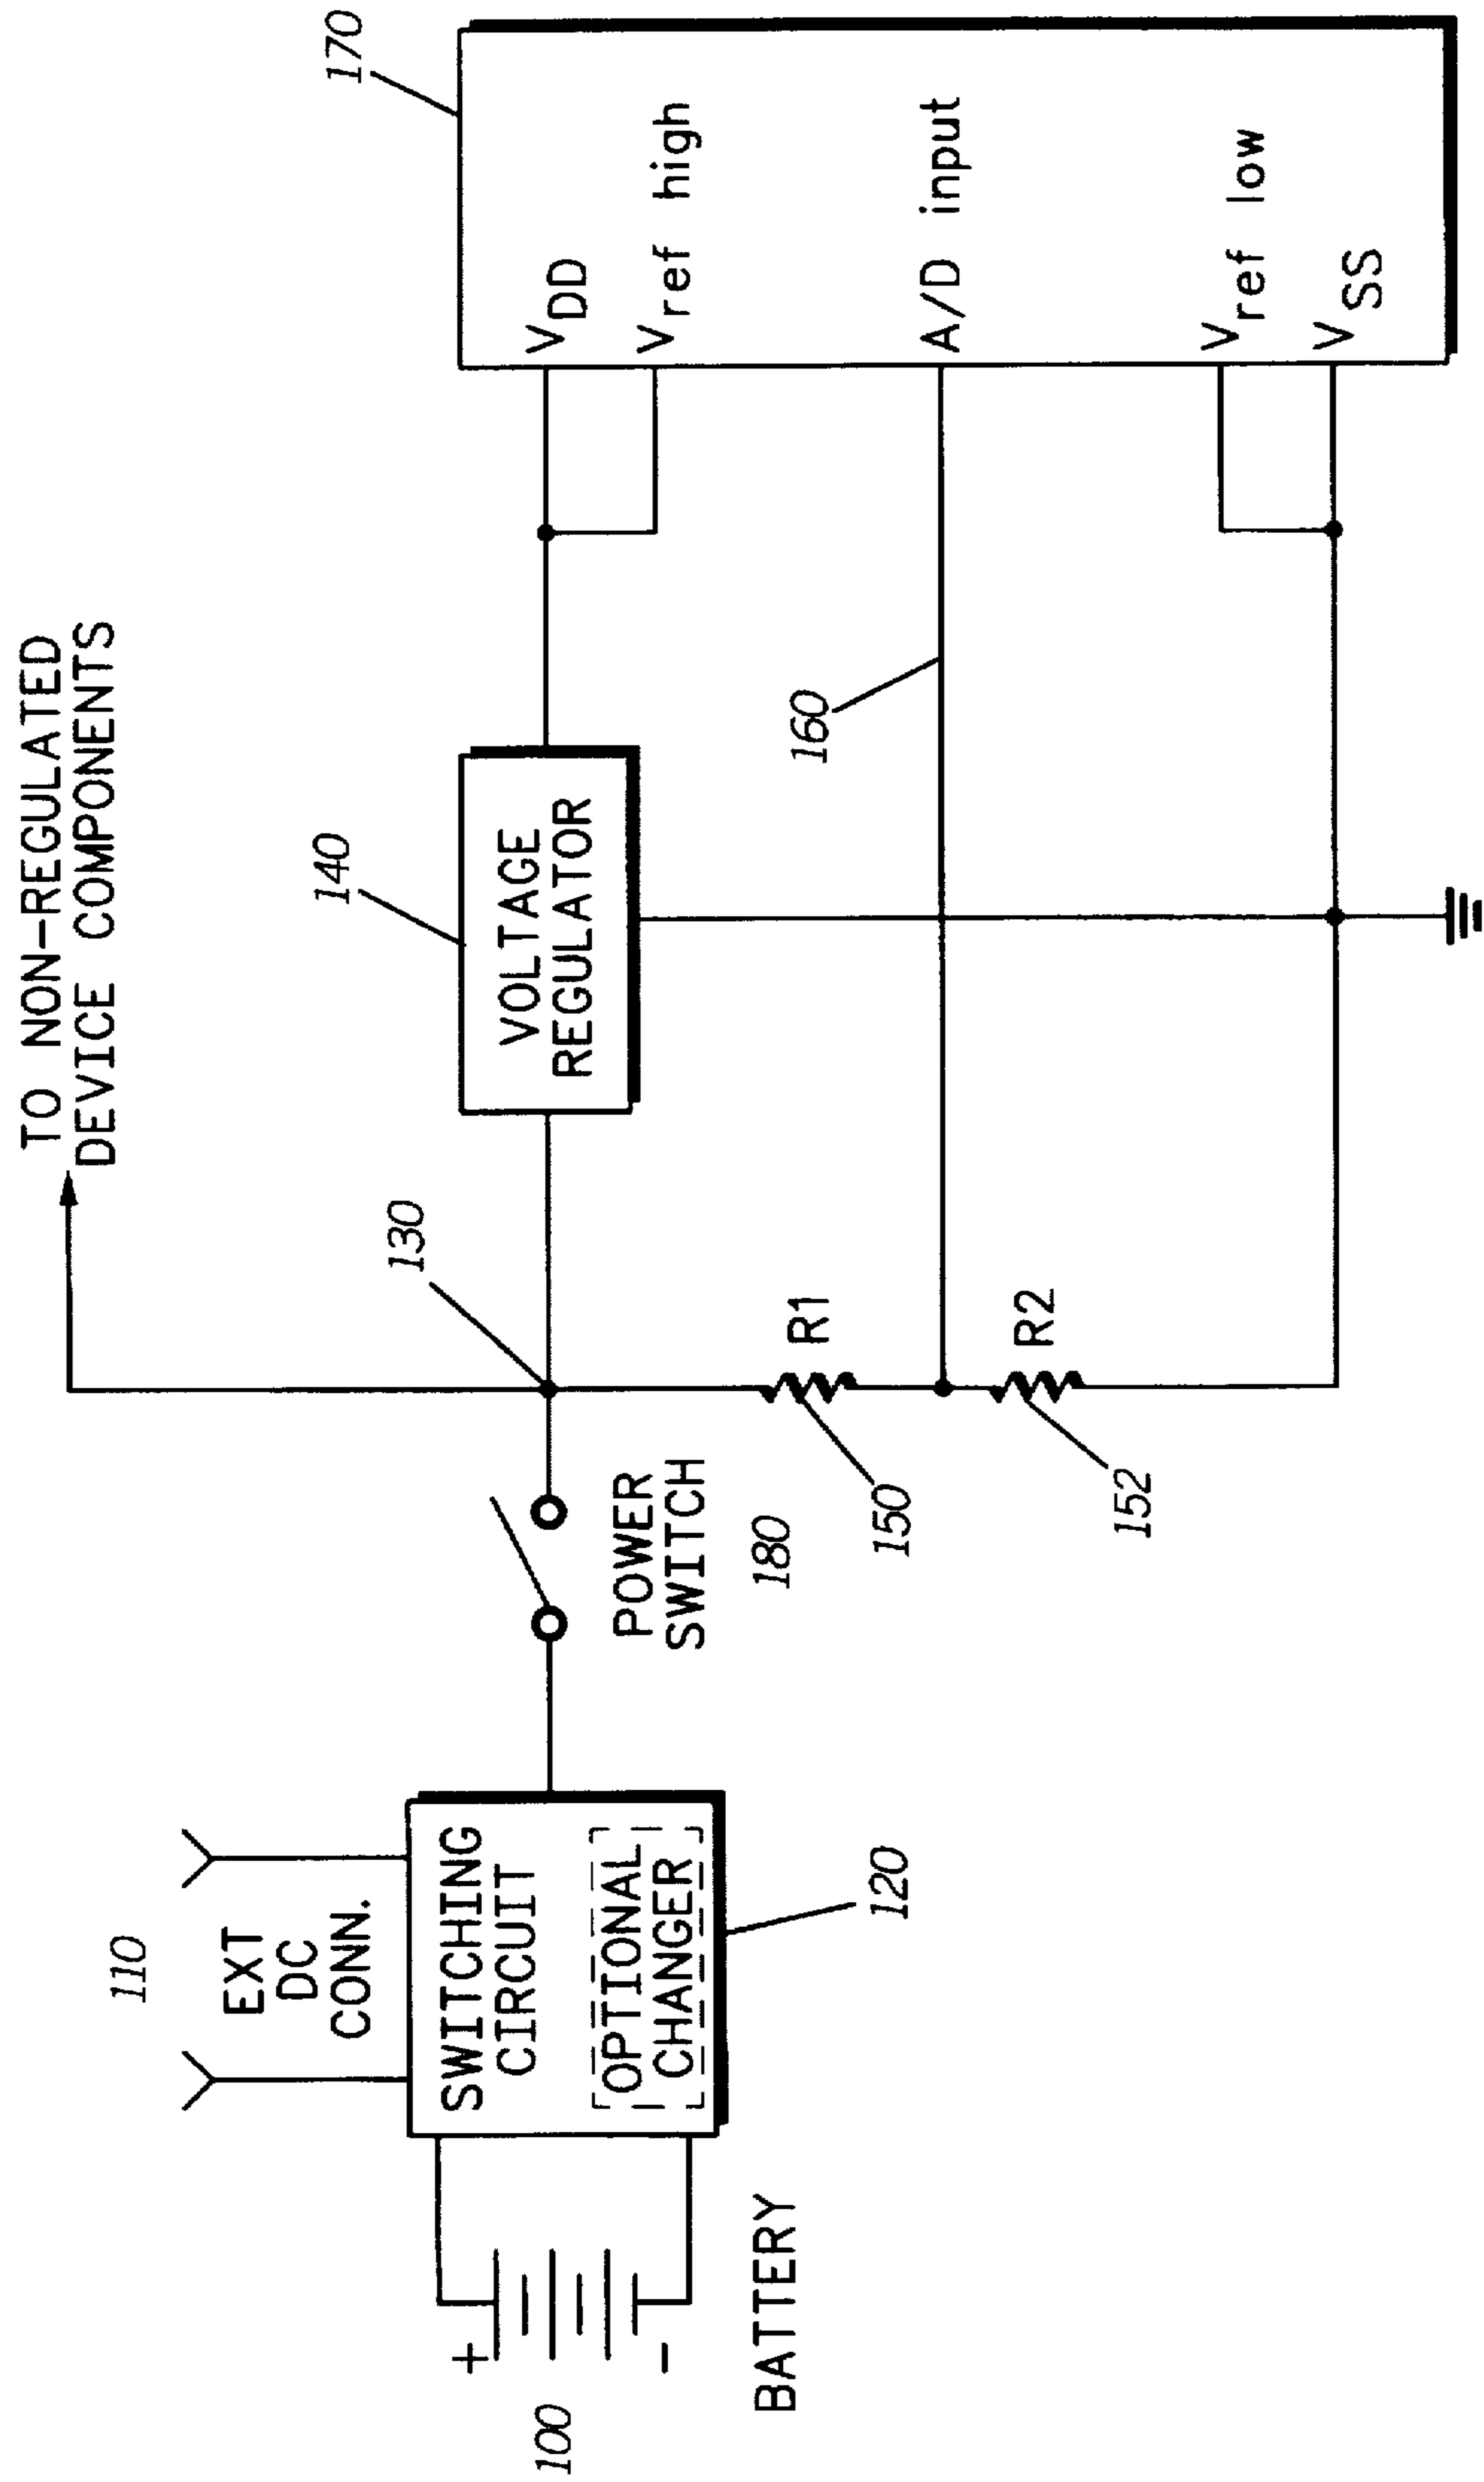 TO NON-REGULATED
DEVICE COMPONENTS
110
EXT
DC
CONN.
130
140
170
100
+
-
BATTERY
SWITCHING
CIRCUIT
OPTIONAL
CHANGER
120
POWER
SWITCH
180
VOLTAGE
REGULATOR
R1
150
160
R2
152
VDD
Vref high
A/D input
Vref low
VSS